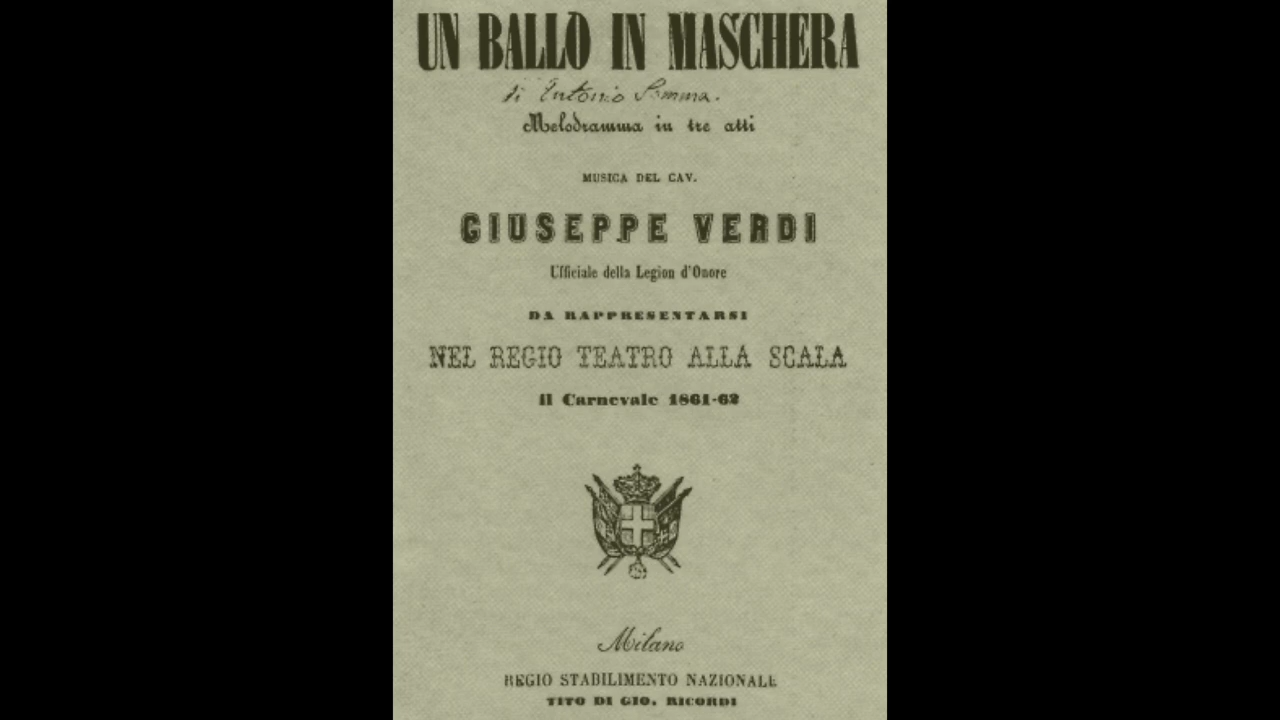 UN BALLO IN MASCHERA
di Antonio Somma.
Melodramma in tre atti
MUSICA DEL CAV.
GIUSEPPE VERDI
Ufficiale della Legion d'Onore
DA RAPPRESENTARSI
NEL REGIO TEATRO ALLA SCALA
il Carnevale 1861-62
Milano
REGIO STABILIMENTO NAZIONALE
TITO DI GIO. RICORDI